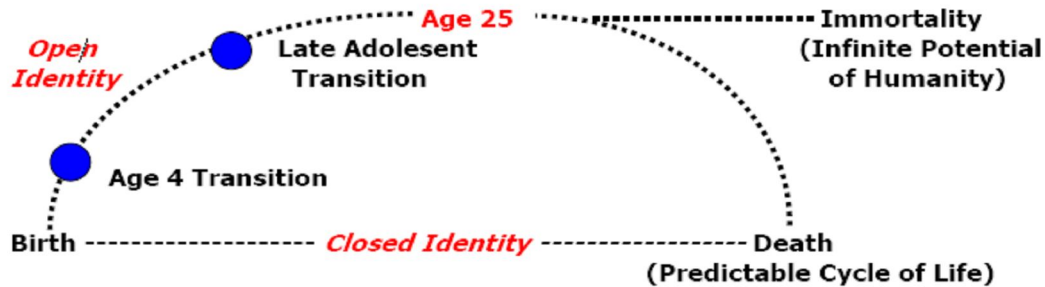 Age 25
Immortality
(Infinite Potential
of Humanity)
Open
Identity
Late Adolesent
Transition
Age 4 Transition
Birth
Closed Identity
Death
(Predictable Cycle of Life)